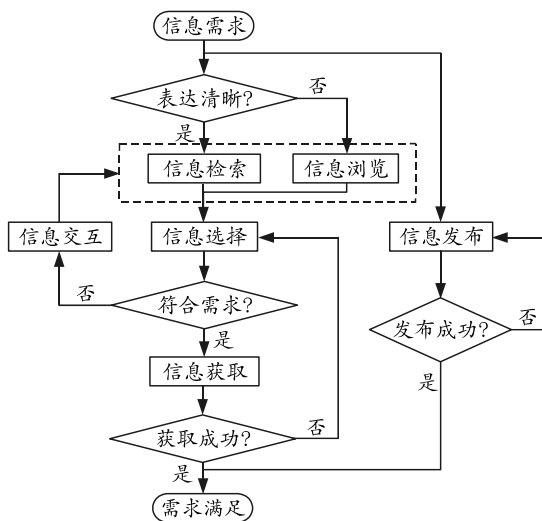 信息需求
表达清晰?
否
是
信息检索
信息浏览
信息交互
信息选择
信息发布
否
符合需求?
发布成功?
否
是
信息获取
是
获取成功?
否
是
需求满足